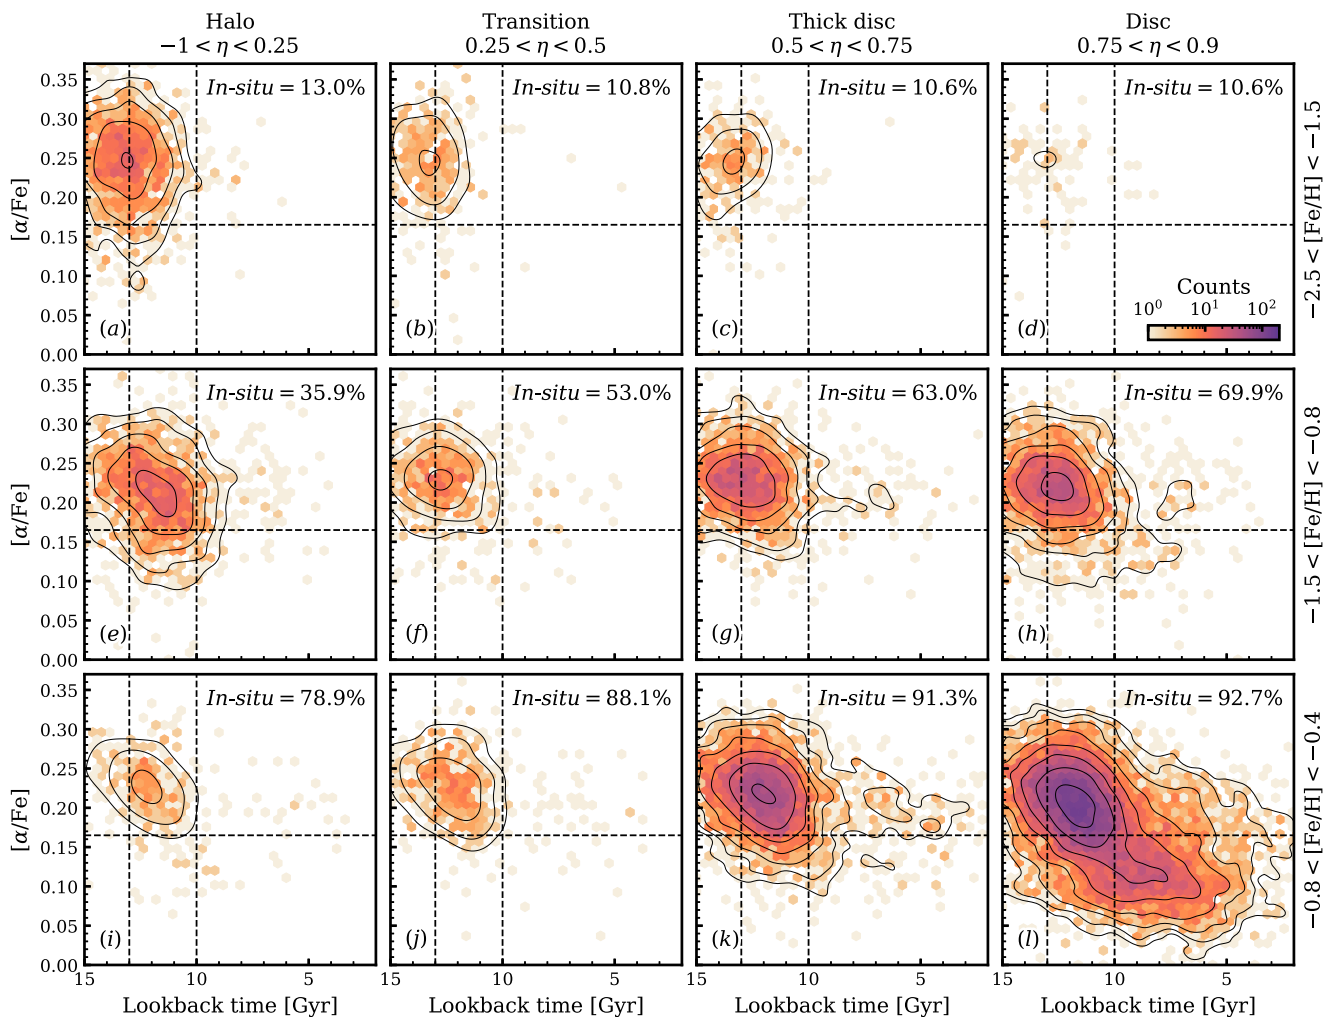 Halo
−1 < η < 0.25
Transition
0.25 < η < 0.5
Thick disc
0.5 < η < 0.75
Disc
0.75 < η < 0.9
In-situ = 13.0%
In-situ = 10.8%
In-situ = 10.6%
In-situ = 10.6%
0.35
0.30
0.25
0.20
0.15
0.10
0.05
0.00
[α/Fe]
(a)
(b)
(c)
(d)
Counts
10⁰ 10¹ 10²
−2.5 < [Fe/H] < −1.5
In-situ = 35.9%
In-situ = 53.0%
In-situ = 63.0%
In-situ = 69.9%
0.35
0.30
0.25
0.20
0.15
0.10
0.05
0.00
[α/Fe]
(e)
(f)
(g)
(h)
−1.5 < [Fe/H] < −0.8
In-situ = 78.9%
In-situ = 88.1%
In-situ = 91.3%
In-situ = 92.7%
0.35
0.30
0.25
0.20
0.15
0.10
0.05
0.00
[α/Fe]
(i)
(j)
(k)
(l)
−0.8 < [Fe/H] < −0.4
15 10 5
15 10 5
15 10 5
15 10 5
Lookback time [Gyr]
Lookback time [Gyr]
Lookback time [Gyr]
Lookback time [Gyr]